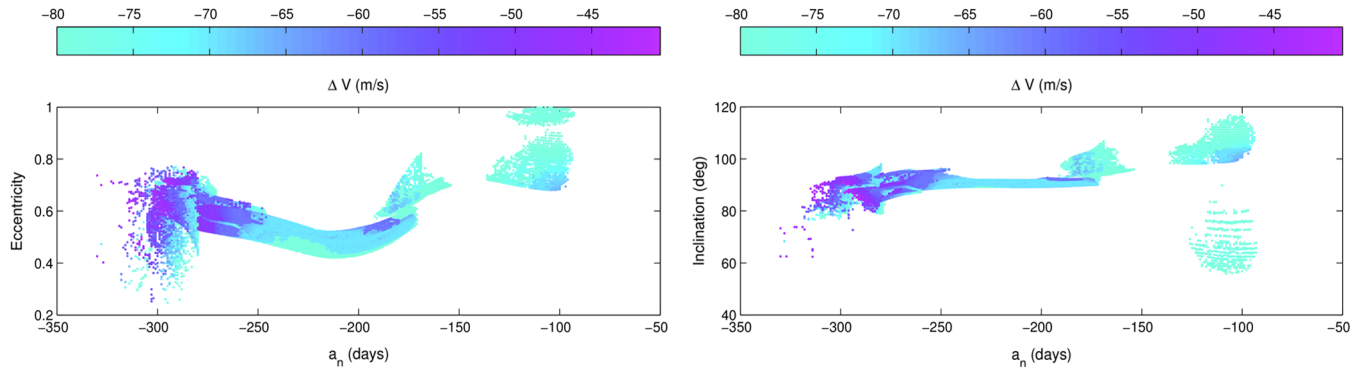 −80 −75 −70 −65 −60 −55 −50 −45
Δ V (m/s)
1
0.8
0.6
0.4
0.2
Eccentricity
−350 −300 −250 −200 −150 −100 −50
a_n (days)
−80 −75 −70 −65 −60 −55 −50 −45
Δ V (m/s)
120
100
80
60
40
Inclination (deg)
−350 −300 −250 −200 −150 −100 −50
a_n (days)